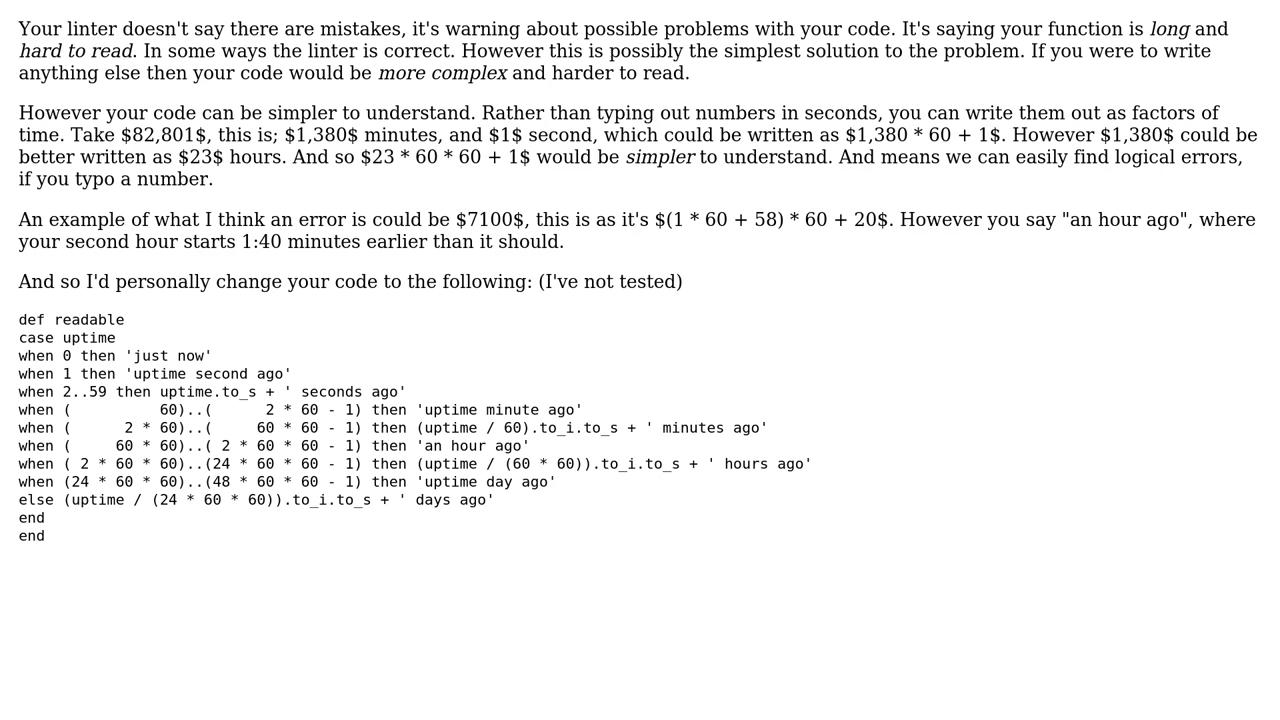 Your linter doesn't say there are mistakes, it's warning about possible problems with your code. It's saying your function is long and
hard to read. In some ways the linter is correct. However this is possibly the simplest solution to the problem. If you were to write
anything else then your code would be more complex and harder to read.
However your code can be simpler to understand. Rather than typing out numbers in seconds, you can write them out as factors of
time. Take $82,801$, this is; $1,380$ minutes, and $1$ second, which could be written as $1,380 * 60 + 1$. However $1,380$ could be
better written as $23$ hours. And so $23 * 60 * 60 + 1$ would be simpler to understand. And means we can easily find logical errors,
if you typo a number.
An example of what I think an error is could be $7100$, this is as it's $(1 * 60 + 58) * 60 + 20$. However you say "an hour ago", where
your second hour starts 1:40 minutes earlier than it should.
And so I'd personally change your code to the following: (I've not tested)
def readable
case uptime
when 0 then 'just now'
when 1 then 'uptime second ago'
when 2..59 then uptime.to_s + ' seconds ago'
when (          60)..(      2 * 60 - 1) then 'uptime minute ago'
when (      2 * 60)..(     60 * 60 - 1) then (uptime / 60).to_i.to_s + ' minutes ago'
when (     60 * 60)..( 2 * 60 * 60 - 1) then 'an hour ago'
when ( 2 * 60 * 60)..(24 * 60 * 60 - 1) then (uptime / (60 * 60)).to_i.to_s + ' hours ago'
when (24 * 60 * 60)..(48 * 60 * 60 - 1) then 'uptime day ago'
else (uptime / (24 * 60 * 60)).to_i.to_s + ' days ago'
end
end